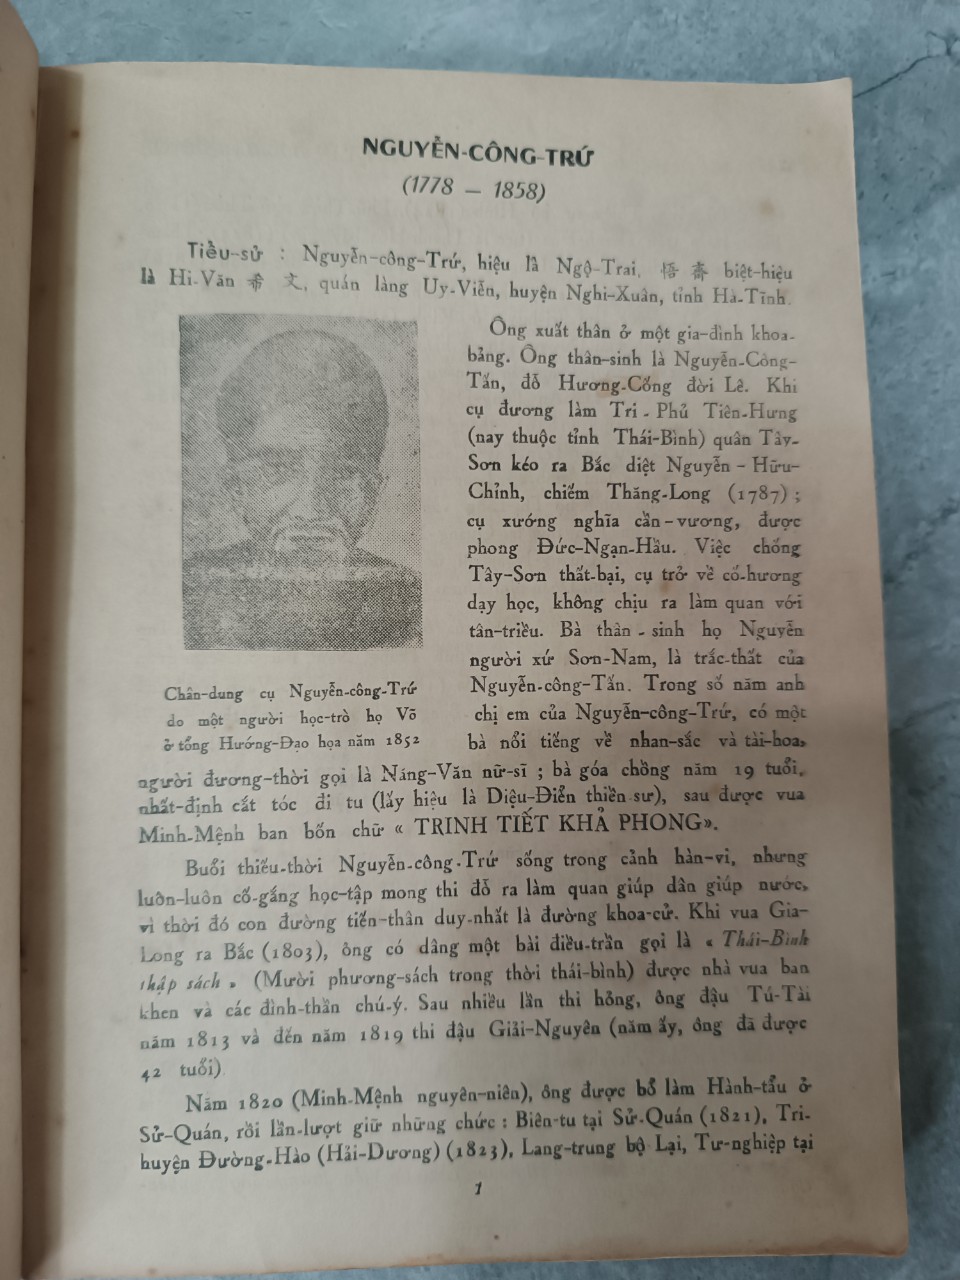 NGUYỄN-CÔNG-TRỨ
(1778 — 1858)
Tiều-sử : Nguyễn-công-Trứ, hiệu là Ngộ-Trai, 悟 齋 biệt-hiệu
là Hi-Văn 希 文, quán làng Uy-Viễn, huyện Nghi-Xuân, tỉnh Hà-Tĩnh.
Ông xuất thân ở một gia-đình khoa-
bảng. Ông thân-sinh là Nguyễn-Công-
Tấn, đỗ Hương-Cống đời Lê. Khi
cụ đương làm Tri - Phủ Tiên-Hưng
(nay thuộc tỉnh Thái-Bình) quân Tây-
Sơn kéo ra Bắc diệt Nguyễn - Hữu-
Chỉnh, chiếm Thăng-Long (1787) ;
cụ xướng nghĩa cần-vương, được
phong Đức-Ngạn-Hầu. Việc chống
Tây-Sơn thất-bại, cụ trở về cố-hương
dạy học, không chịu ra làm quan với
tân-triều. Bà thân - sinh họ Nguyễn
người xứ Sơn-Nam, là trắc-thất của
Nguyễn-công-Tấn. Trong số năm anh
chị em của Nguyễn-công-Trứ, có một
bà nổi tiếng về nhan-sắc và tài-hoa,
Chân-dung cụ Nguyễn-công-Trứ
do một người học-trò họ Võ
ở tổng Hướng-Đạo họa năm 1852
người đương-thời gọi là Náng-Văn nữ-sĩ ; bà góa chồng năm 19 tuổi,
nhất-định cắt tóc đi tu (lấy hiệu là Diệu-Điển thiền sư), sau được vua
Minh-Mệnh ban bốn chữ « TRINH TIẾT KHẢ PHONG».
Buổi thiếu-thời Nguyễn-công-Trứ sống trong cảnh hàn-vi, nhưng
luôn-luôn cố-gắng học-tập mong thi đỗ ra làm quan giúp dân giúp nước,
vì thời đó con đường tiến-thân duy-nhất là đường khoa-cử. Khi vua Gia-
Long ra Bắc (1803), ông có dâng một bài điều-trần gọi là « Thái-Bình
thập sách » (Mười phương-sách trong thời thái-bình) được nhà vua ban
khen và các đình-thần chú-ý. Sau nhiều lần thi hỏng, ông đậu Tú-Tài
năm 1813 và đến năm 1819 thi đậu Giải-Nguyên (năm ấy, ông đã được
42 tuổi)
Năm 1820 (Minh-Mệnh nguyên-niên), ông được bổ làm Hành-tẩu ở
Sử-Quán, rồi lần-lượt giữ những chức : Biên-tu tại Sử-Quán (1821), Tri-
huyện Đường-Hào (Hải-Dương) (1823), Lang-trung bộ Lại, Tư-nghiệp tại
1